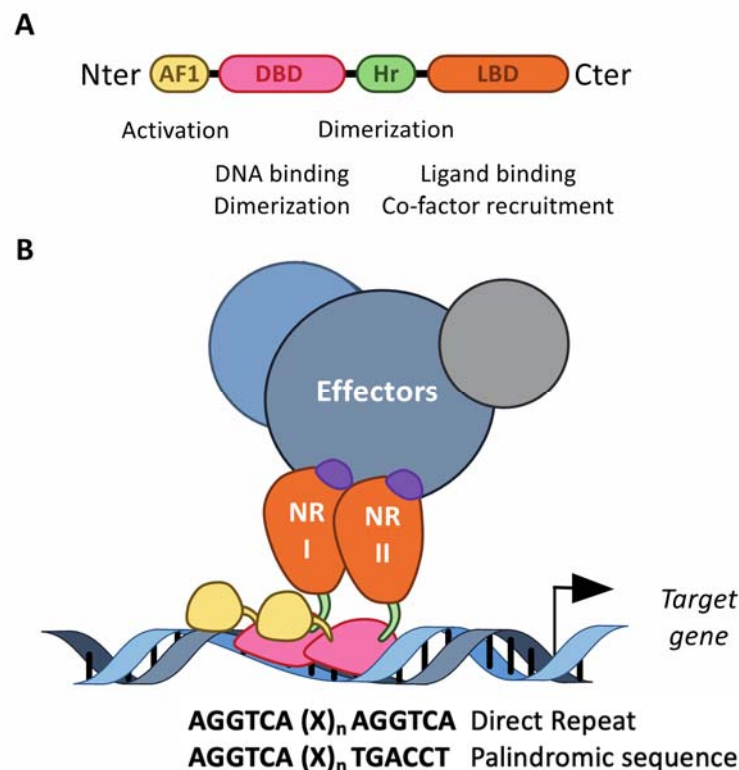 A
Nter AF1 DBD Hr LBD Cter
Activation Dimerization
DNA binding Ligand binding
Dimerization Co-factor recruitment
B
Effectors
NR NR
I II
Target
gene
AGGTCA (X)n AGGTCA Direct Repeat
AGGTCA (X)n TGACCT Palindromic sequence